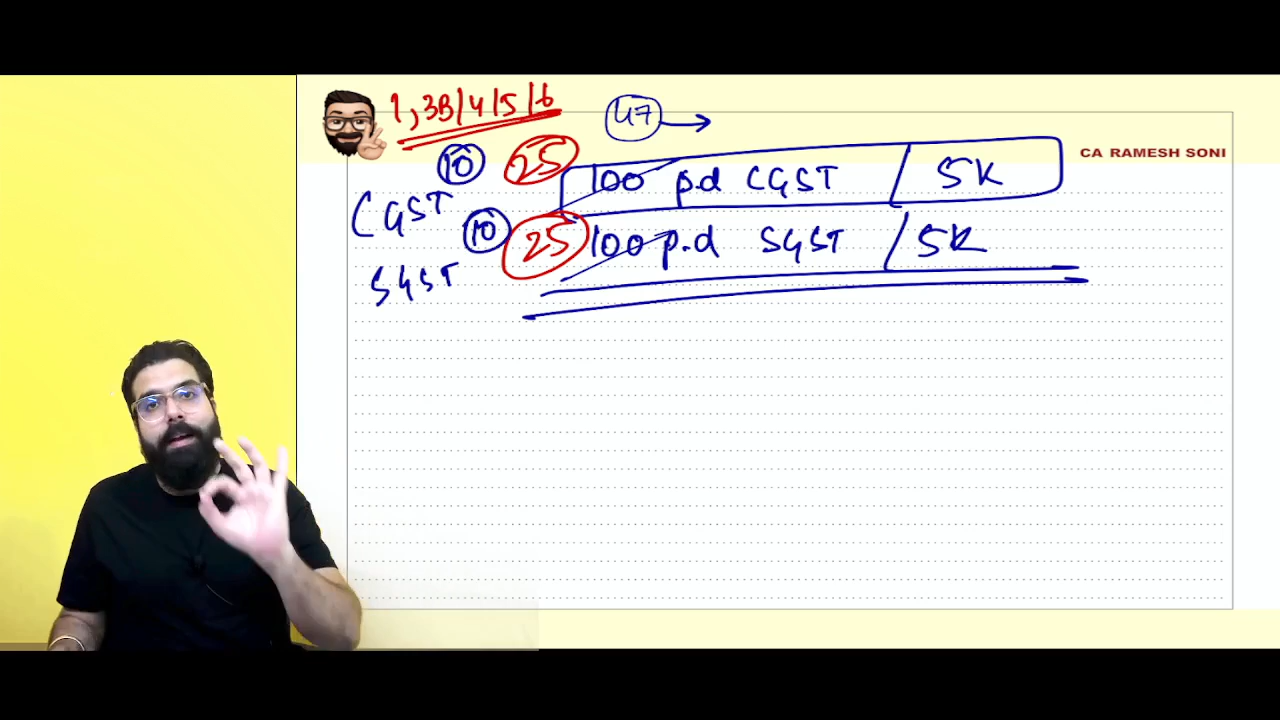 1, 3B/4/5/6
47 →
CA RAMESH SONI
10 25 100 p.d CGST / 5K
CGST
10 25 100 p.d SGST / 5K
SGST